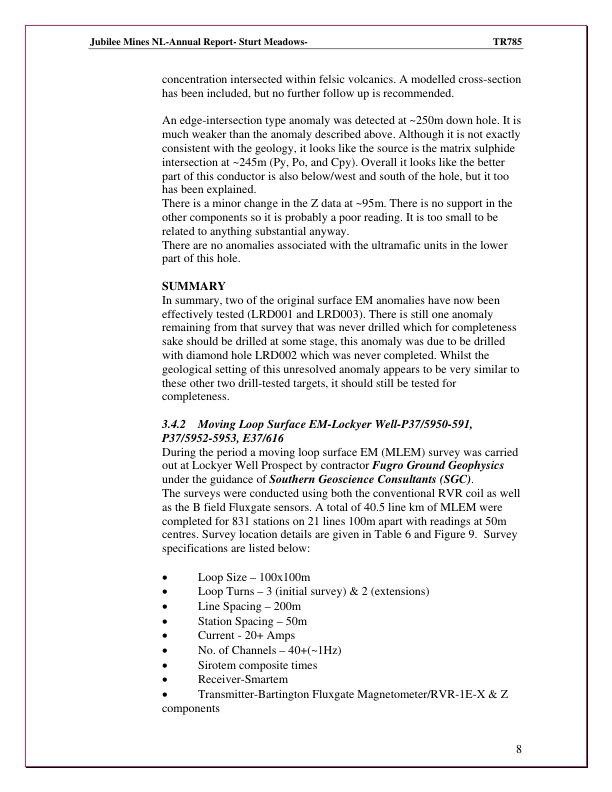 Jubilee Mines NL-Annual Report- Sturt Meadows- TR785
concentration intersected within felsic volcanics. A modelled cross-section
has been included, but no further follow up is recommended.
An edge-intersection type anomaly was detected at ~250m down hole. It is
much weaker than the anomaly described above. Although it is not exactly
consistent with the geology, it looks like the source is the matrix sulphide
intersection at ~245m (Py, Po, and Cpy). Overall it looks like the better
part of this conductor is also below/west and south of the hole, but it too
has been explained.
There is a minor change in the Z data at ~95m. There is no support in the
other components so it is probably a poor reading. It is too small to be
related to anything substantial anyway.
There are no anomalies associated with the ultramafic units in the lower
part of this hole.
SUMMARY
In summary, two of the original surface EM anomalies have now been
effectively tested (LRD001 and LRD003). There is still one anomaly
remaining from that survey that was never drilled which for completeness
sake should be drilled at some stage, this anomaly was due to be drilled
with diamond hole LRD002 which was never completed. Whilst the
geological setting of this unresolved anomaly appears to be very similar to
these other two drill-tested targets, it should still be tested for
completeness.
3.4.2 Moving Loop Surface EM-Lockyer Well-P37/5950-591,
P37/5952-5953, E37/616
During the period a moving loop surface EM (MLEM) survey was carried
out at Lockyer Well Prospect by contractor Fugro Ground Geophysics
under the guidance of Southern Geoscience Consultants (SGC).
The surveys were conducted using both the conventional RVR coil as well
as the B field Fluxgate sensors. A total of 40.5 line km of MLEM were
completed for 831 stations on 21 lines 100m apart with readings at 50m
centres. Survey location details are given in Table 6 and Figure 9. Survey
specifications are listed below:
• Loop Size – 100x100m
• Loop Turns – 3 (initial survey) & 2 (extensions)
• Line Spacing – 200m
• Station Spacing – 50m
• Current - 20+ Amps
• No. of Channels – 40+(~1Hz)
• Sirotem composite times
• Receiver-Smartem
• Transmitter-Bartington Fluxgate Magnetometer/RVR-1E-X & Z
components
8